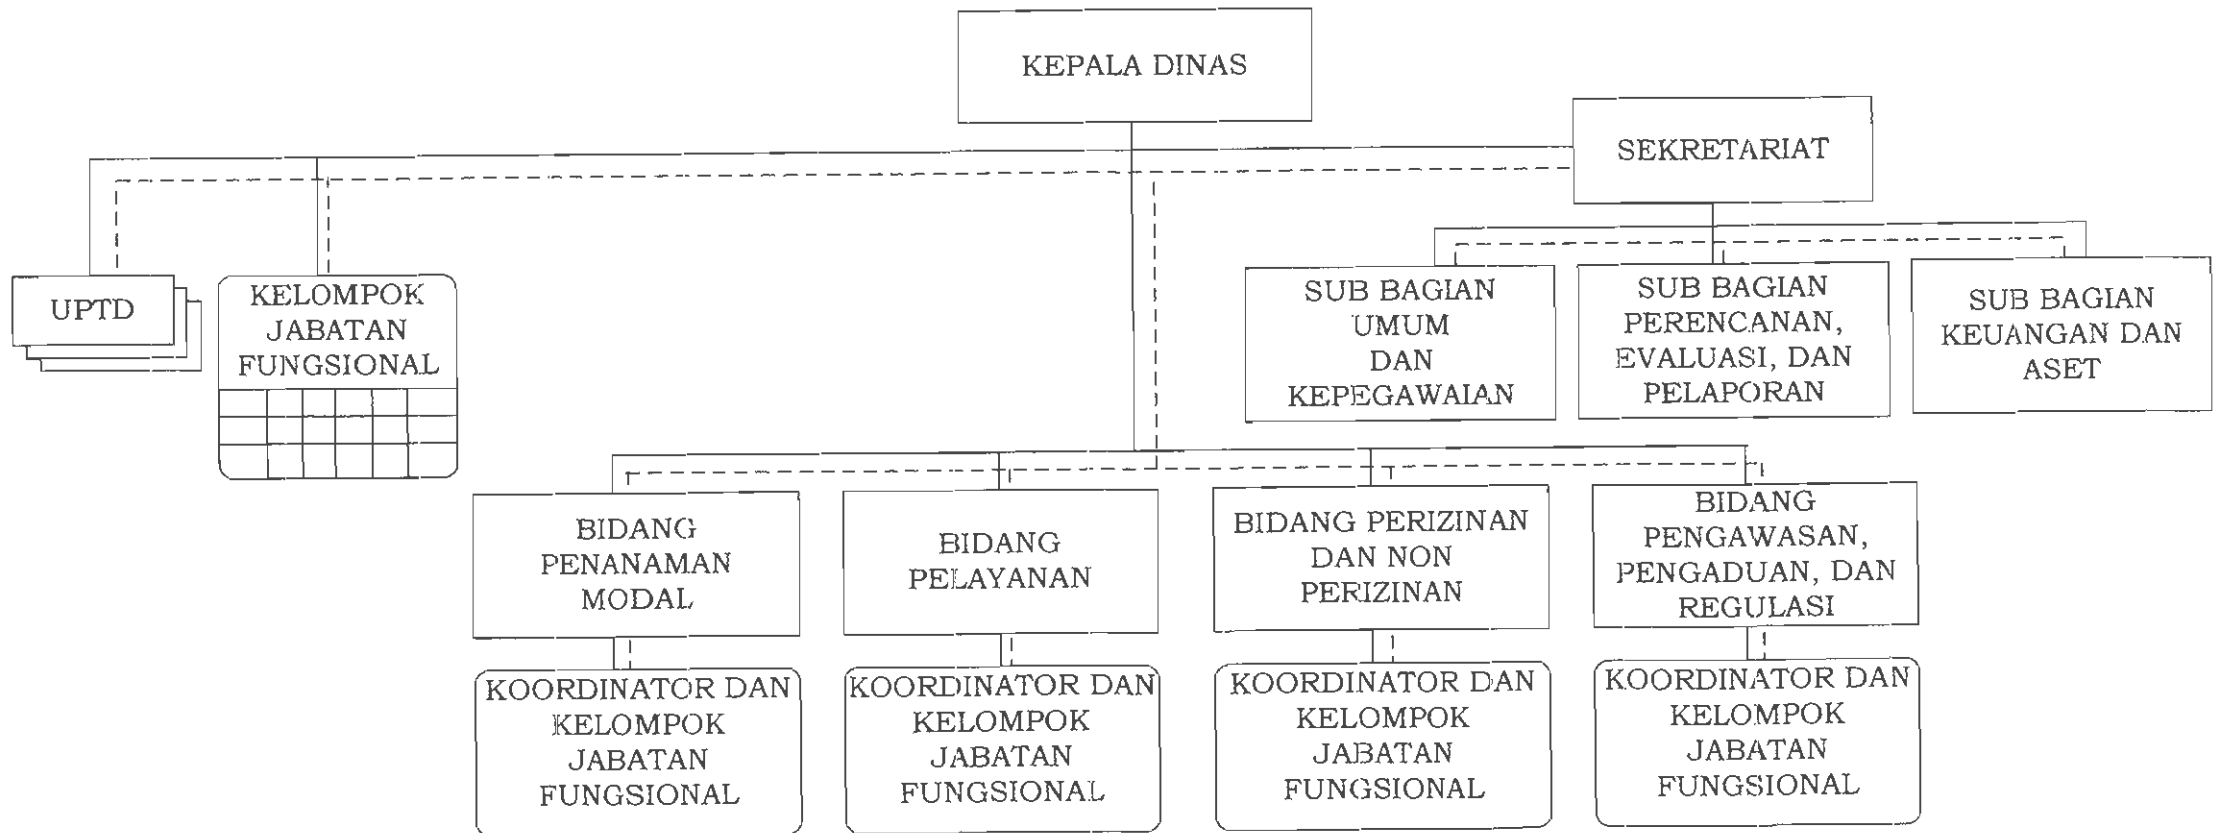 KEPALA DINAS
SEKRETARIAT
UPTD
KELOMPOK
JABATAN
FUNGSIONAL
SUB BAGIAN
UMUM
DAN
KEPEGAWAIAN
SUB BAGIAN
PERENCANAN,
EVALUASI, DAN
PELAPORAN
SUB BAGIAN
KEUANGAN DAN
ASET
BIDANG
PENANAMAN
MODAL
BIDANG
PELAYANAN
BIDANG PERIZINAN
DAN NON
PERIZINAN
BIDANG
PENGAWASAN,
PENGADUAN, DAN
REGULASI
KOORDINATOR DAN
KELOMPOK
JABATAN
FUNGSIONAL
KOORDINATOR DAN
KELOMPOK
JABATAN
FUNGSIONAL
KOORDINATOR DAN
KELOMPOK
JABATAN
FUNGSIONAL
KOORDINATOR DAN
KELOMPOK
JABATAN
FUNGSIONAL